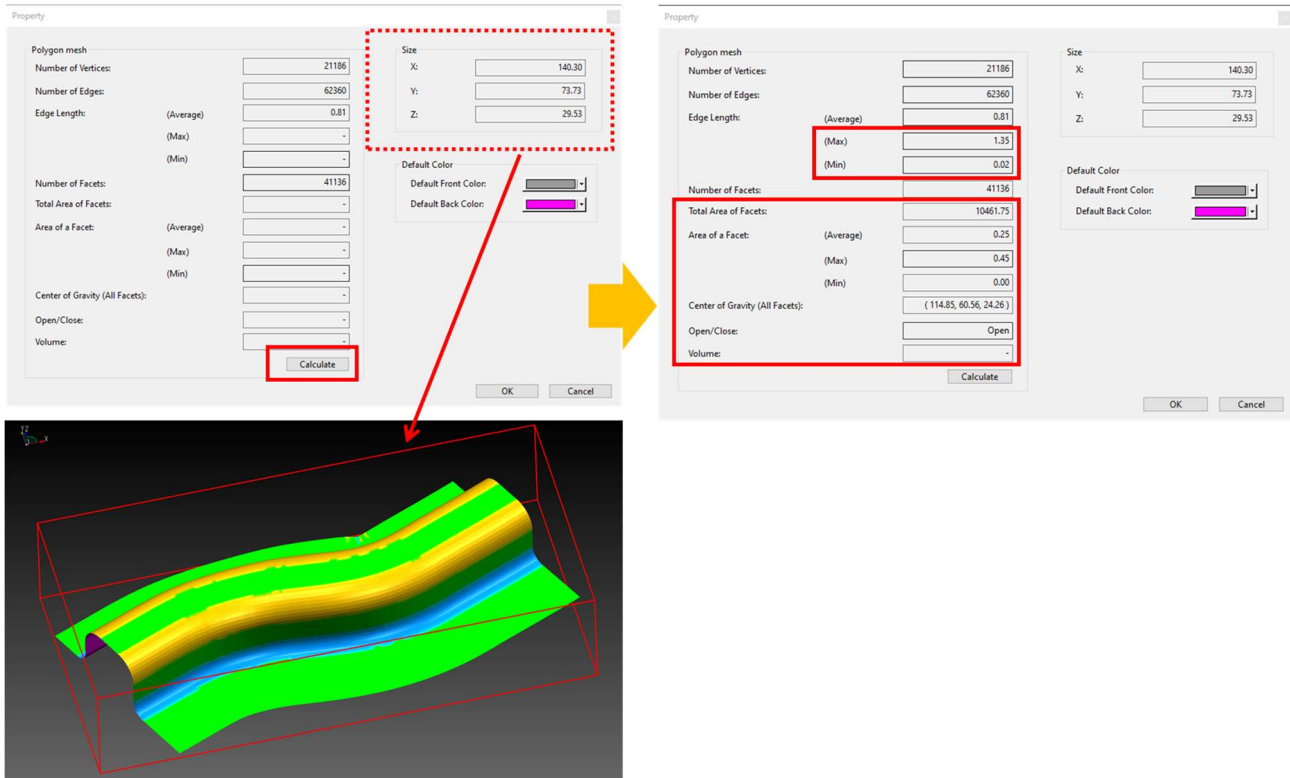 Property
Polygon mesh
Number of Vertices: 21186
Number of Edges: 62360
Edge Length: (Average) 0.81
(Max) -
(Min) -
Number of Facets: 41136
Total Area of Facets: -
Area of a Facet: (Average) -
(Max) -
(Min) -
Center of Gravity (All Facets): -
Open/Close: -
Volume: -
Calculate
Size
X: 140.30
Y: 73.73
Z: 29.53
Default Color
Default Front Color:
Default Back Color:
OK Cancel
Property
Polygon mesh
Number of Vertices: 21186
Number of Edges: 62360
Edge Length: (Average) 0.81
(Max) 1.35
(Min) 0.02
Number of Facets: 41136
Total Area of Facets: 10461.75
Area of a Facet: (Average) 0.25
(Max) 0.45
(Min) 0.00
Center of Gravity (All Facets): ( 114.85, 60.56, 24.26 )
Open/Close: Open
Volume: -
Calculate
Size
X: 140.30
Y: 73.73
Z: 29.53
Default Color
Default Front Color:
Default Back Color:
OK Cancel
YZ
X